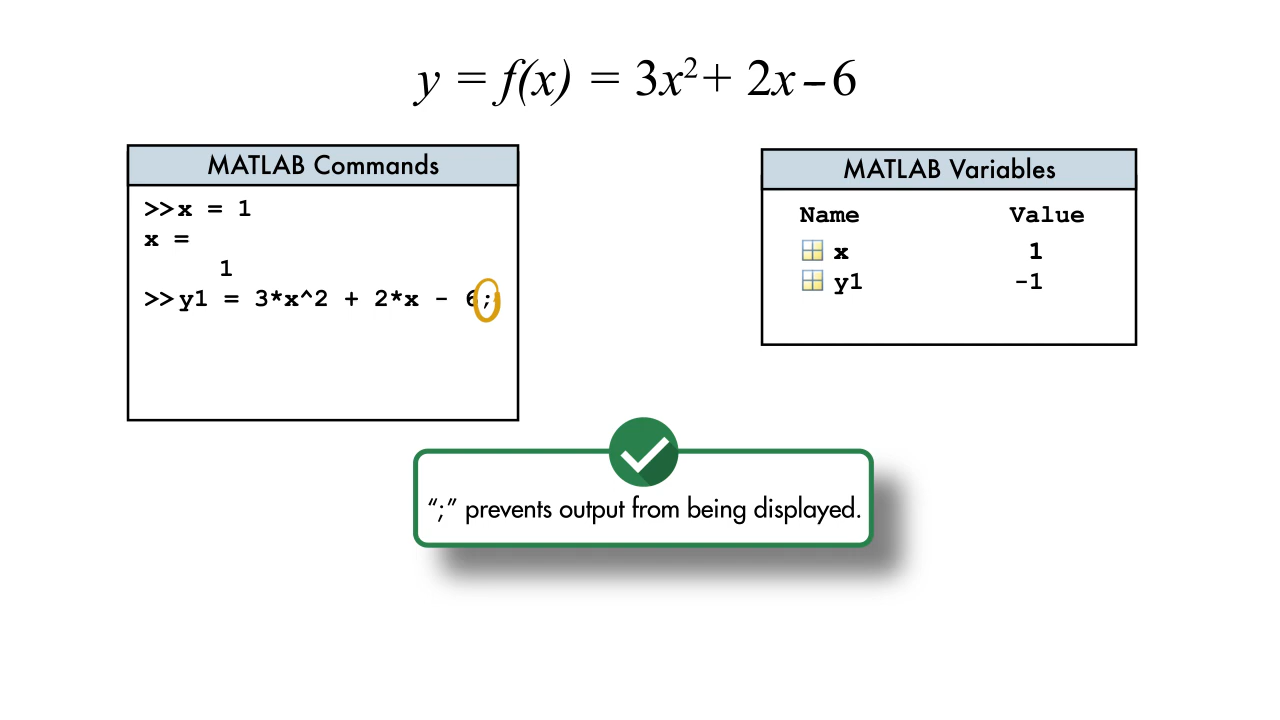 y = f(x) = 3x² + 2x – 6
MATLAB Commands
>>x = 1
x =
1
>>y1 = 3*x^2 + 2*x - 6;
MATLAB Variables
Name Value
x 1
y1 -1
“;” prevents output from being displayed.